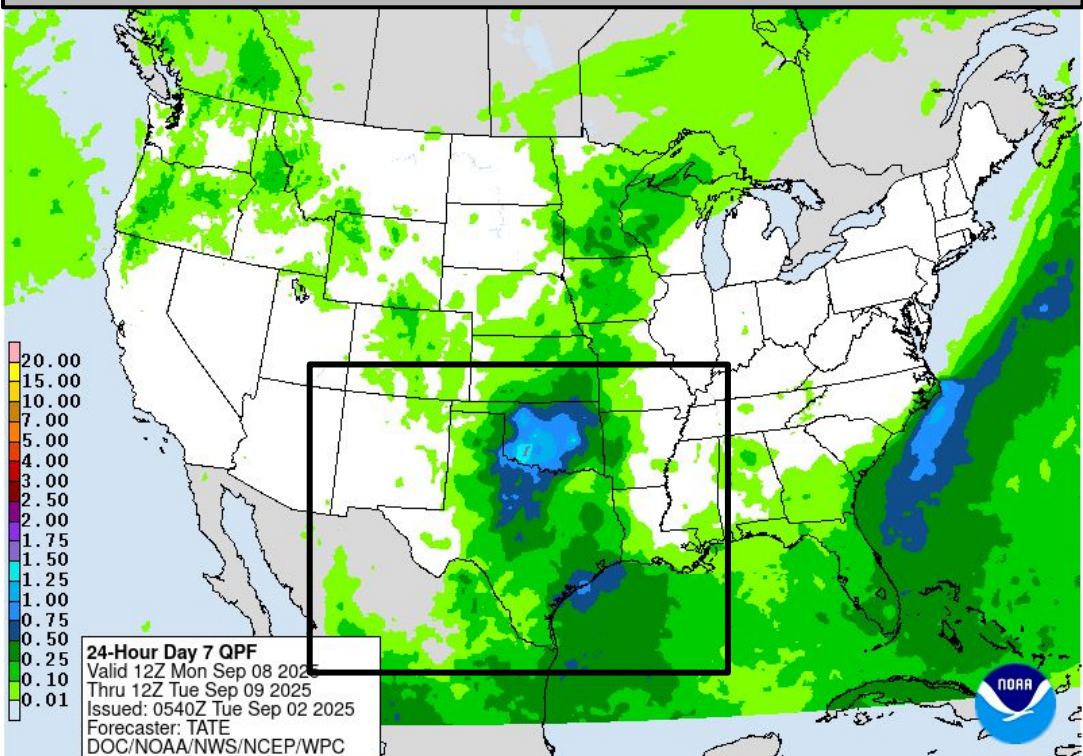 20.00
15.00
10.00
7.00
5.00
4.00
3.00
2.50
2.00
1.75
1.50
1.25
1.00
0.75
0.50
0.25
0.10
0.01
24-Hour Day 7 QPF
Valid 12Z Mon Sep 08 2025
Thru 12Z Tue Sep 09 2025
Issued: 0540Z Tue Sep 02 2025
Forecaster: TATE
DOC/NOAA/NWS/NCEP/WPC
NOAA